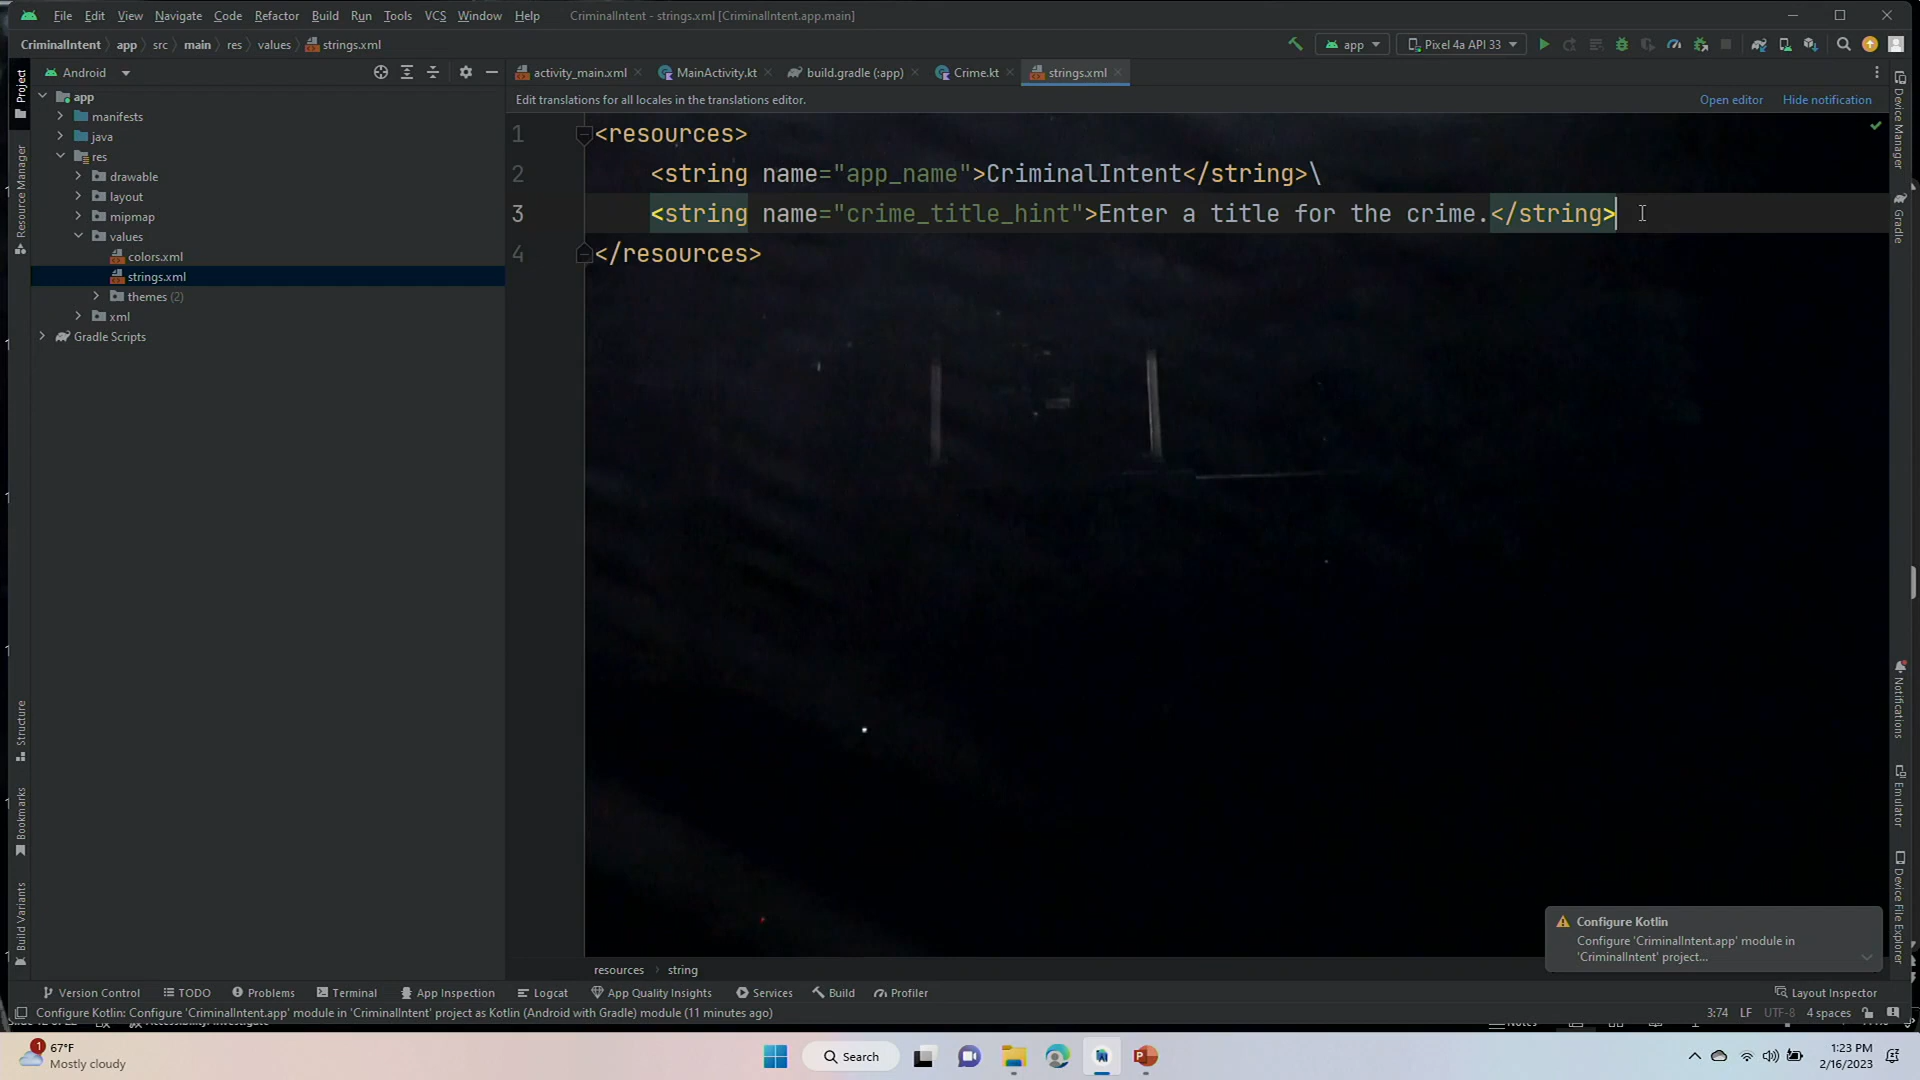 File Edit View Navigate Code Refactor Build Run Tools VCS Window Help CriminalIntent - strings.xml [CriminalIntent.app.main]
CriminalIntent app src main res values strings.xml
app Pixel 4a API 33
Project
Android
activity_main.xml MainActivity.kt build.gradle (:app) Crime.kt strings.xml
Edit translations for all locales in the translations editor. Open editor Hide notification
app
manifests
java
res
drawable
layout
mipmap
values
colors.xml
strings.xml
themes (2)
xml
Gradle Scripts
1 <resources>
2 <string name="app_name">CriminalIntent</string>\
3 <string name="crime_title_hint">Enter a title for the crime.</string>
4 </resources>
Resource Manager
Structure
Bookmarks
Build Variants
Device Manager
Gradle
Notifications
Emulator
Device File Explorer
Configure Kotlin
Configure 'CriminalIntent.app' module in
'CriminalIntent' project...
resources string
Version Control TODO Problems Terminal App Inspection Logcat App Quality Insights Services Build Profiler Layout Inspector
Configure Kotlin: Configure 'CriminalIntent.app' module in 'CriminalIntent' project as Kotlin (Android with Gradle) module (11 minutes ago) 3:74 LF UTF-8 4 spaces
1
67°F
Mostly cloudy
Search
1:23 PM
2/16/2023